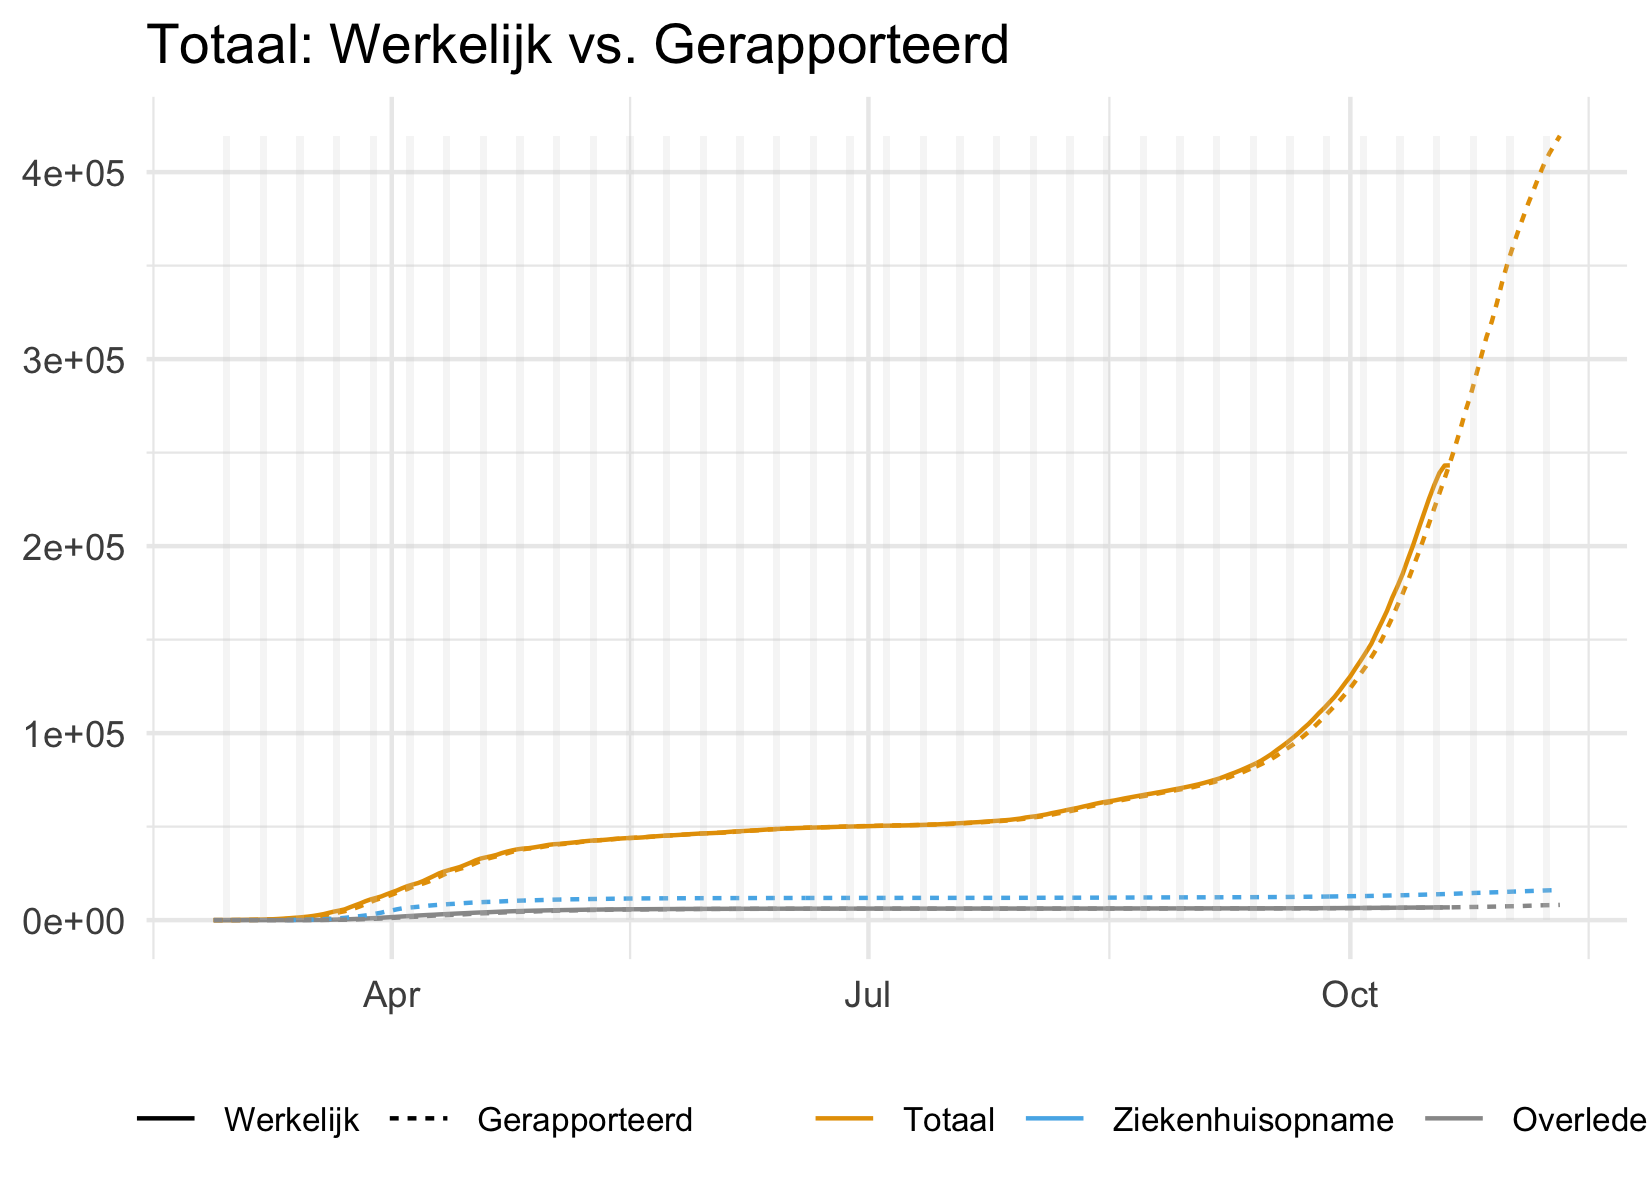 Totaal: Werkelijk vs. Gerapporteerd
4e+05
3e+05
2e+05
1e+05
0e+00
Apr Jul Oct
Werkelijk Gerapporteerd Totaal Ziekenhuisopname Overlede